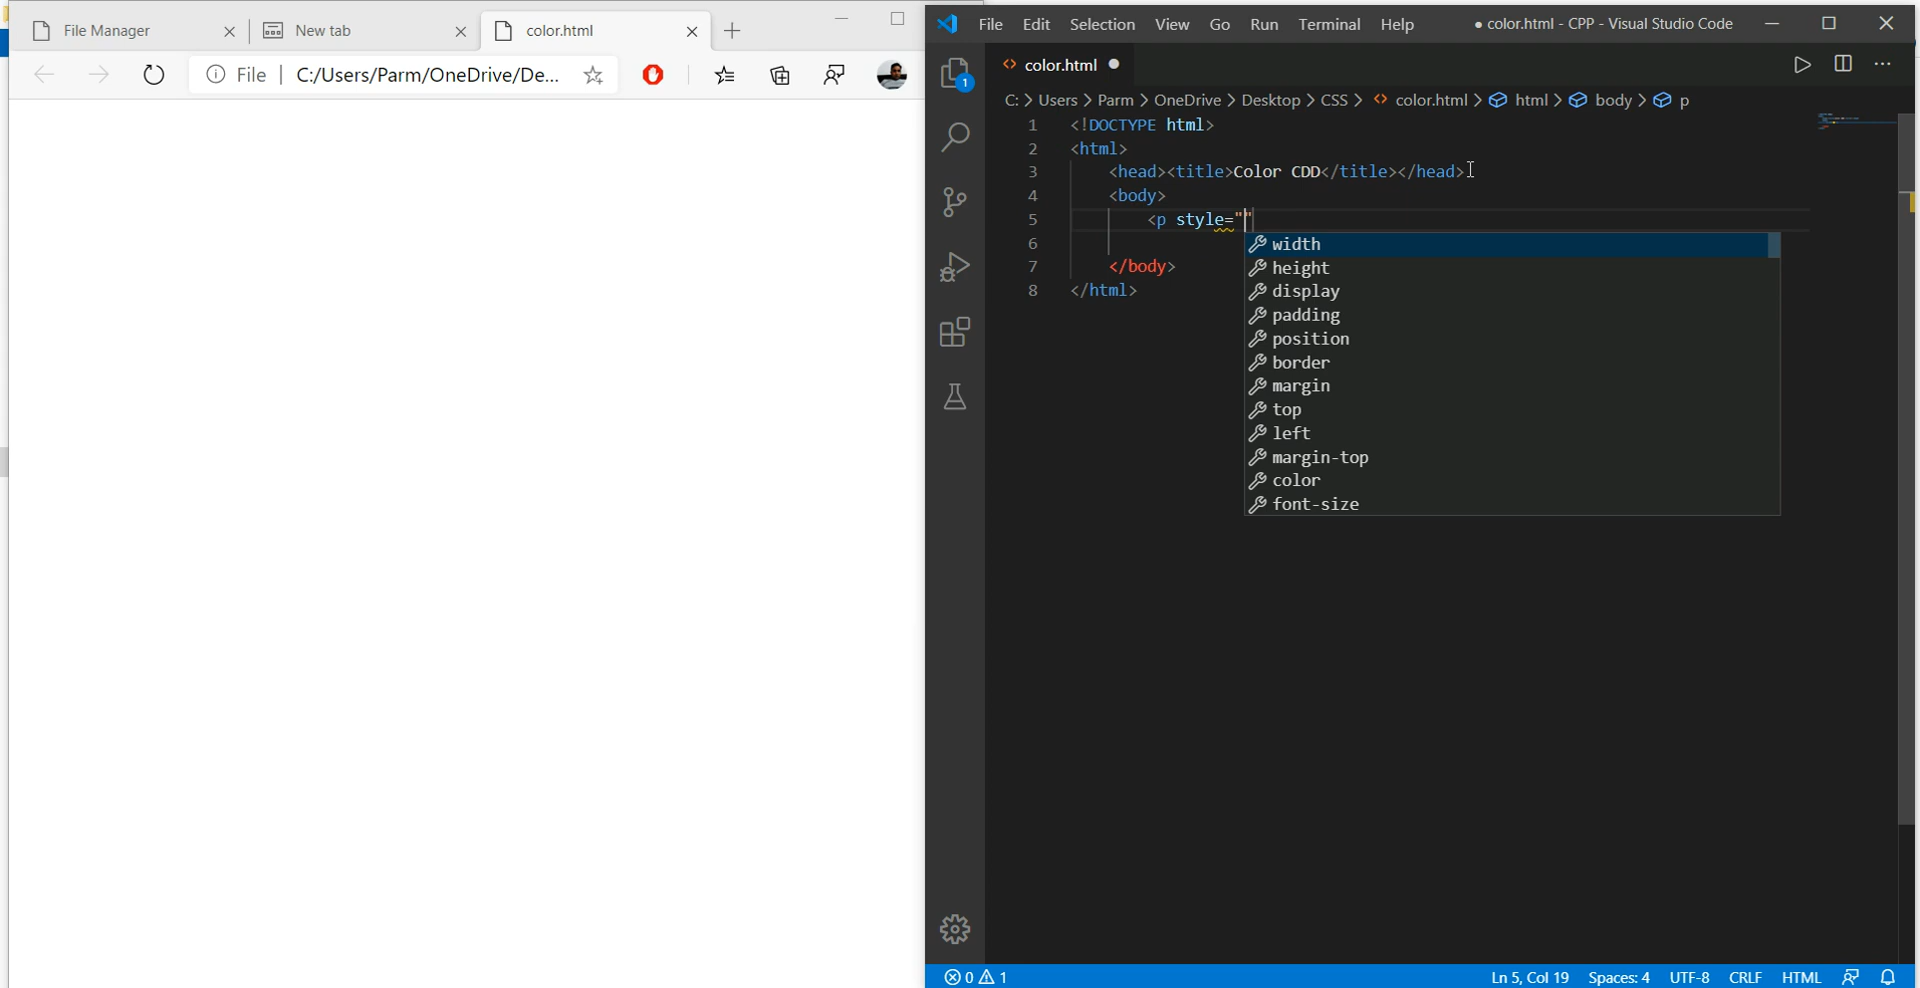 File Manager
New tab
color.html
File
C:/Users/Parm/OneDrive/De...
File Edit Selection View Go Run Terminal Help
● color.html - CPP - Visual Studio Code
1
<> color.html ●
C: > Users > Parm > OneDrive > Desktop > CSS > <> color.html > html > body > p
1 <!DOCTYPE html>
2 <html>
3 <head><title>Color CDD</title></head>
4 <body>
5 <p style=""
6
7 </body>
8 </html>
width
height
display
padding
position
border
margin
top
left
margin-top
color
font-size
0 1
Ln 5, Col 19 Spaces: 4 UTF-8 CRLF HTML